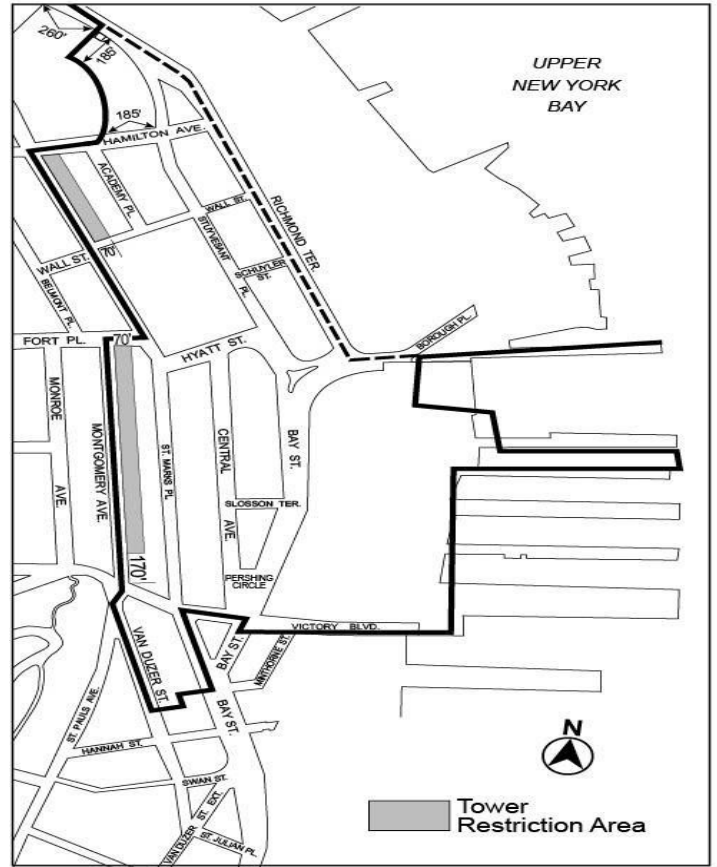 260'
185'
UPPER
NEW YORK
BAY
185'
HAMILTON AVE.
ACADEMY PL.
WALL ST.
RICHMOND TER.
STUYVESANT
PL.
WALL ST.
70'
SCHUYLER
ST.
BELMONT PL.
BOROUGH PL.
FORT PL.
70'
HYATT ST.
MONROE
AVE.
MONTGOMERY AVE.
ST. MARKS PL
CENTRAL
AVE.
BAY ST.
SLOSSON TER.
170'
PERSHING
CIRCLE
VICTORY BLVD.
VAN DUZER ST.
BAY ST.
MINTHORNE ST.
ST. PAULS AVE.
BAY ST.
HANNAH ST.
N
SWAN ST.
VAN DUZER ST. EXT.
ST. JULIAN PL.
Tower
Restriction Area